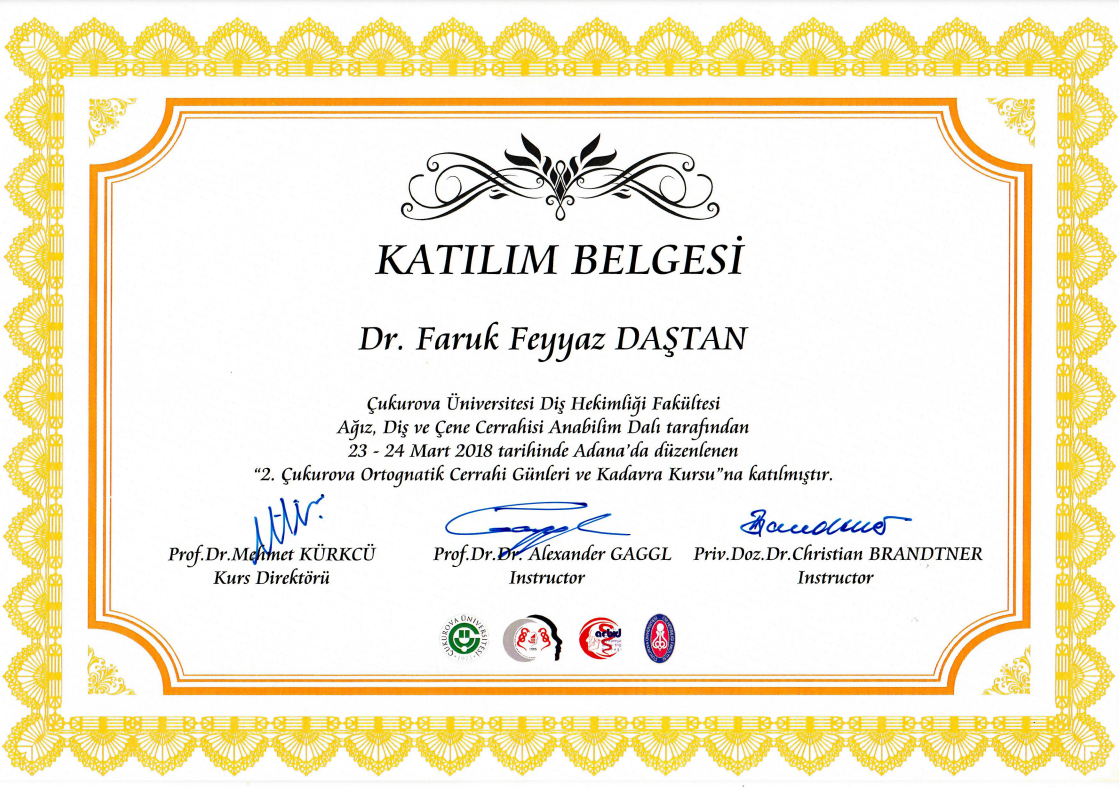 KATILIM BELGESİ
Dr. Faruk Feyyaz DAŞTAN
Çukurova Üniversitesi Diş Hekimliği Fakültesi
Ağız, Diş ve Çene Cerrahisi Anabilim Dalı tarafından
23 - 24 Mart 2018 tarihinde Adana'da düzenlenen
"2. Çukurova Ortognatik Cerrahi Günleri ve Kadavra Kursu"na katılmıştır.
Prof.Dr.Mehmet KÜRKCÜ
Kurs Direktörü
Prof.Dr.Dr. Alexander GAGGL
Instructor
Priv.Doz.Dr.Christian BRANDTNER
Instructor
ÇUKUROVA ÜNİVERSİTESİ